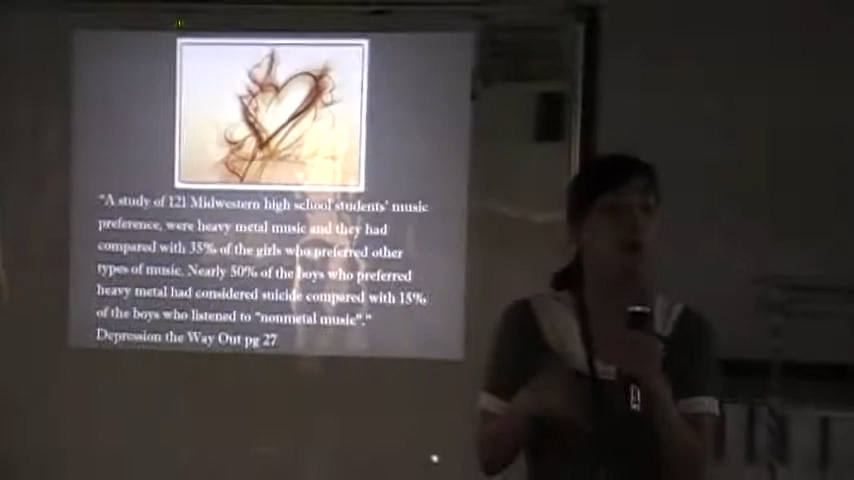 "A study of 121 Midwestern high school students' music
preference, were heavy metal music and they had
compared with 35% of the girls who preferred other
types of music. Nearly 50% of the boys who preferred
heavy metal had considered suicide compared with 15%
of the boys who listened to "nonmetal music"."
Depression the Way Out pg 27